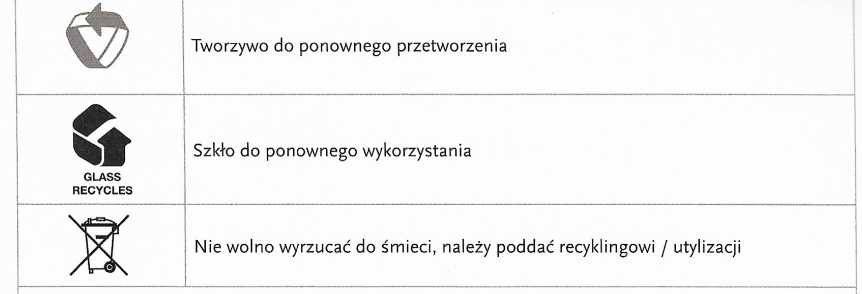 Tworzywo do ponownego przetworzenia
GLASS
RECYCLES
Szkło do ponownego wykorzystania
Nie wolno wyrzucać do śmieci, należy poddać recyklingowi / utylizacji